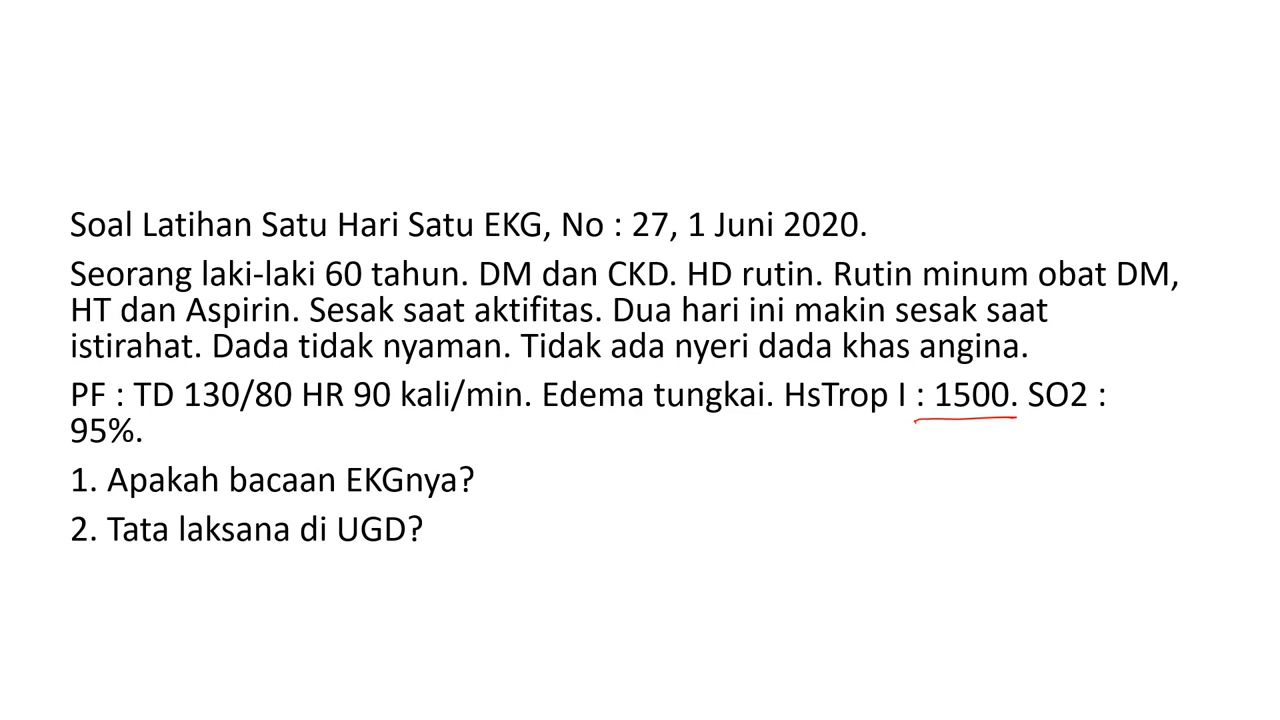 Soal Latihan Satu Hari Satu EKG, No : 27, 1 Juni 2020.
Seorang laki-laki 60 tahun. DM dan CKD. HD rutin. Rutin minum obat DM,
HT dan Aspirin. Sesak saat aktifitas. Dua hari ini makin sesak saat
istirahat. Dada tidak nyaman. Tidak ada nyeri dada khas angina.
PF : TD 130/80 HR 90 kali/min. Edema tungkai. HsTrop I : 1500. SO2 :
95%.
1. Apakah bacaan EKGnya?
2. Tata laksana di UGD?